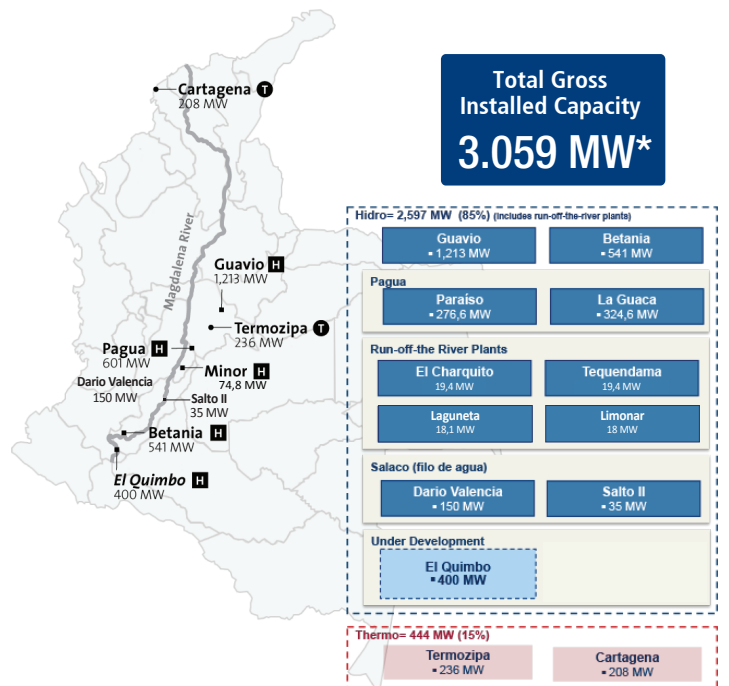 Total Gross
Installed Capacity
3.059 MW*
Cartagena T
208 MW
Magdalena River
Guavio H
1,213 MW
Termozipa T
236 MW
Pagua H
601 MW
Minor H
74,8 MW
Dario Valencia
150 MW
Salto II
35 MW
Betania H
541 MW
El Quimbo H
400 MW
Hidro= 2,597 MW (85%) (includes run-off-the-river plants)
Guavio
▪ 1,213 MW
Betania
▪ 541 MW
Pagua
Paraíso
▪ 276,6 MW
La Guaca
▪ 324,6 MW
Run-off-the River Plants
El Charquito
19,4 MW
Tequendama
19,4 MW
Laguneta
18,1 MW
Limonar
18 MW
Salaco (filo de agua)
Darío Valencia
▪ 150 MW
Salto II
▪ 35 MW
Under Development
El Quimbo
▪ 400 MW
Thermo= 444 MW (15%)
Termozipa
▪ 236 MW
Cartagena
▪ 208 MW